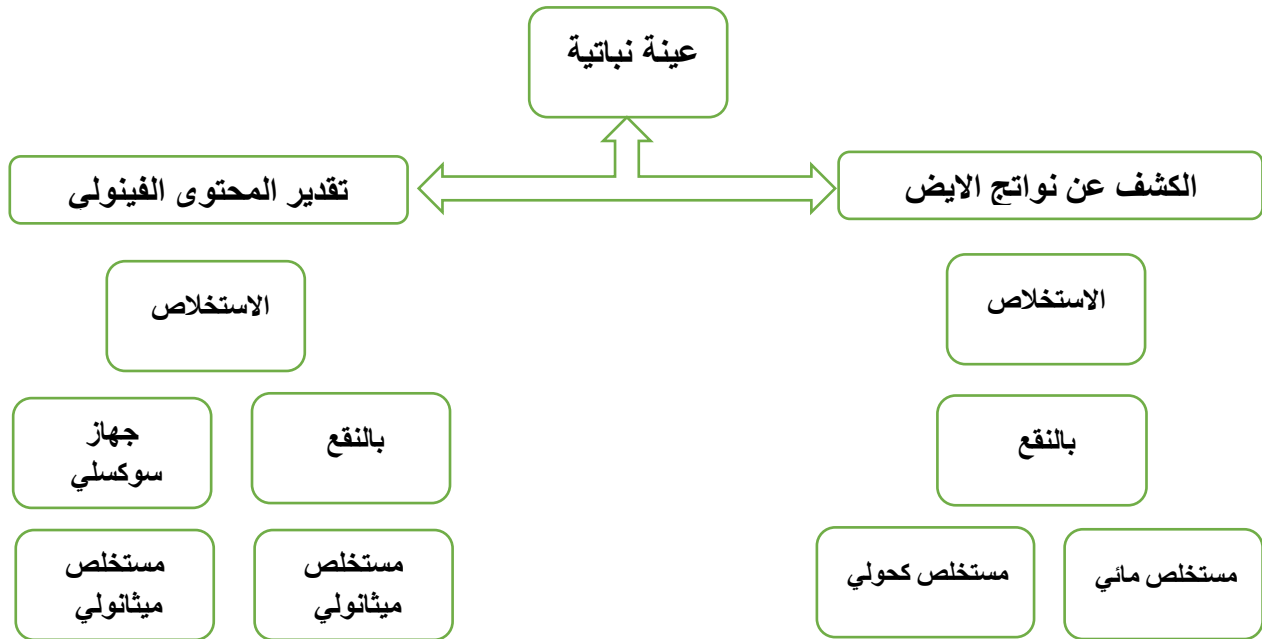 عينة نباتية
الكشف عن نواتج الايض
تقدير المحتوى الفينولي
الاستخلاص
الاستخلاص
بالنقع
بالنقع
جهاز
سوكسلي
مستخلص مائي
مستخلص كحولي
مستخلص
ميثانولي
مستخلص
ميثانولي